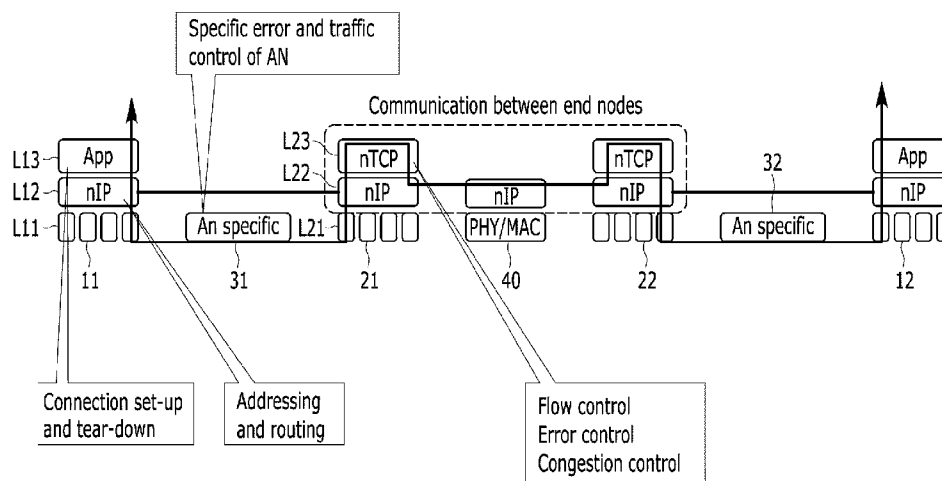 Specific error and traffic
control of AN
Communication between end nodes
L13
App
L23
nTCP
nTCP
32
App
L12
nIP
L22
nIP
nIP
nIP
nIP
L11
An specific
L21
PHY/MAC
An specific
11
31
21
40
22
12
Connection set-up
and tear-down
Addressing
and routing
Flow control
Error control
Congestion control